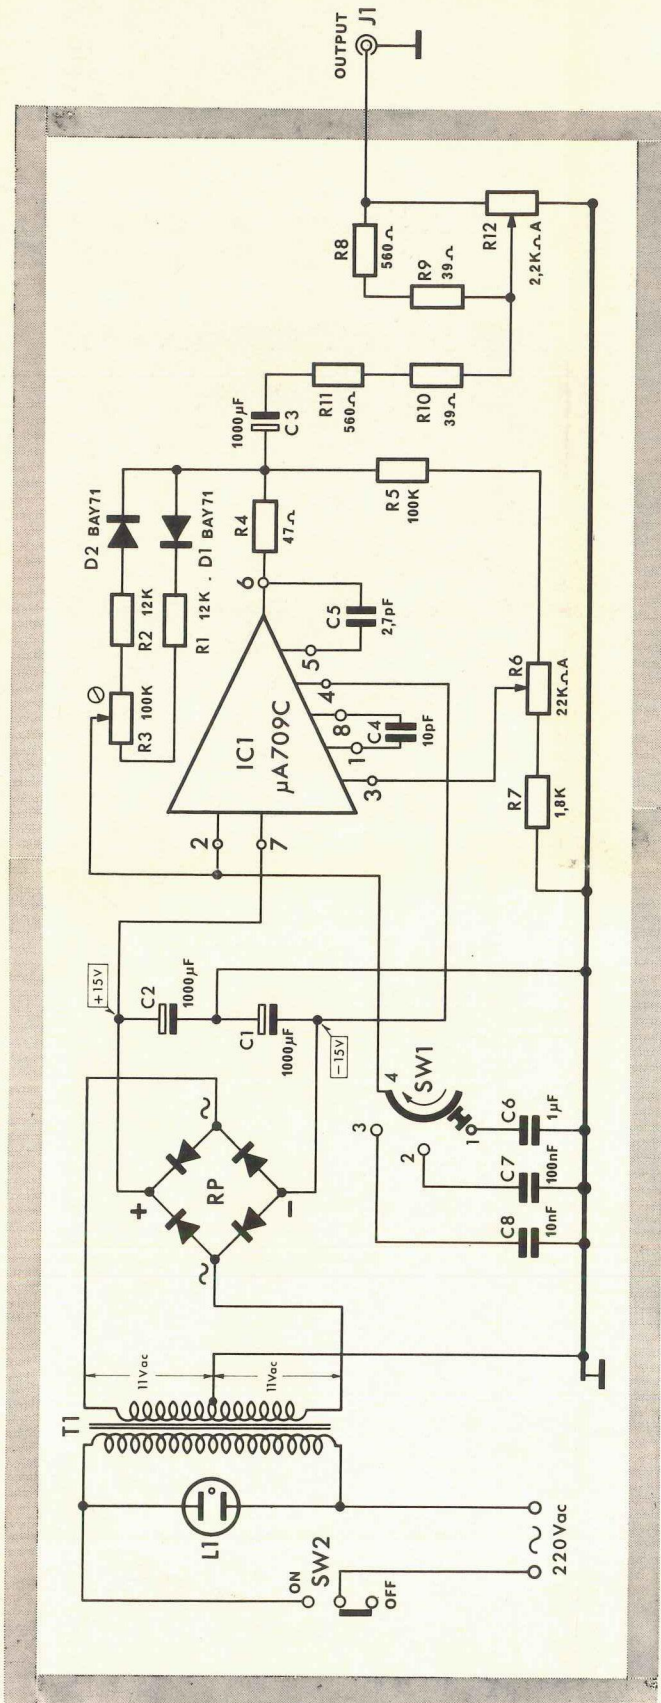 T1
11Vac
11Vac
L1
SW2
ON
OFF
220Vac
RP
+15V
C2
1000µF
C1
1000µF
-15V
SW1
1
2
3
4
C6
1µF
C7
100nF
C8
10nF
D2 BAY71
R2 12K
R3 100K
R1 12K
D1 BAY71
IC1
µA709C
2
7
3
1
8
4
5
6
C4
10pF
C5
2,7pF
R4
47Ω
R5
100K
R6
22KΩA
R7
1,8K
1000µF
C3
R11
560Ω
R10
39Ω
R8
560Ω
R9
39Ω
R12
2,2KΩA
OUTPUT
J1